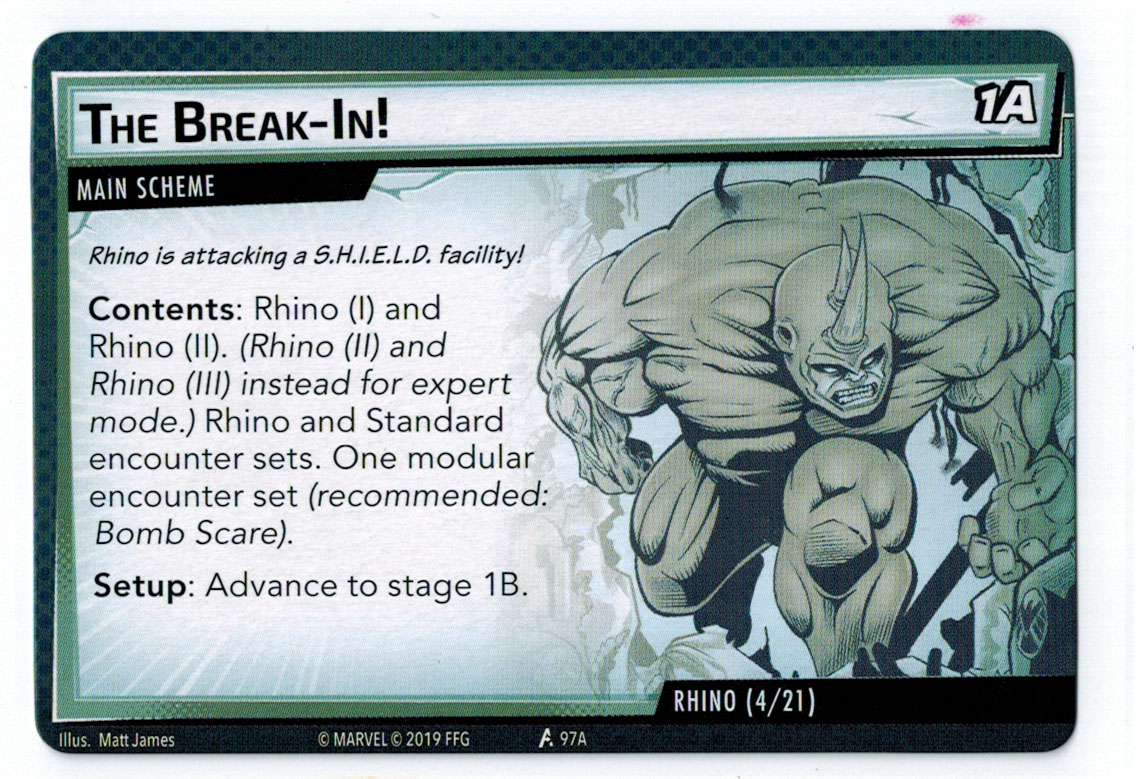 The Break-In!
1A
MAIN SCHEME
Rhino is attacking a S.H.I.E.L.D. facility!
Contents: Rhino (I) and
Rhino (II). (Rhino (II) and
Rhino (III) instead for expert
mode.) Rhino and Standard
encounter sets. One modular
encounter set (recommended:
Bomb Scare).
Setup: Advance to stage 1B.
RHINO (4/21)
Illus. Matt James
© MARVEL © 2019 FFG
97A